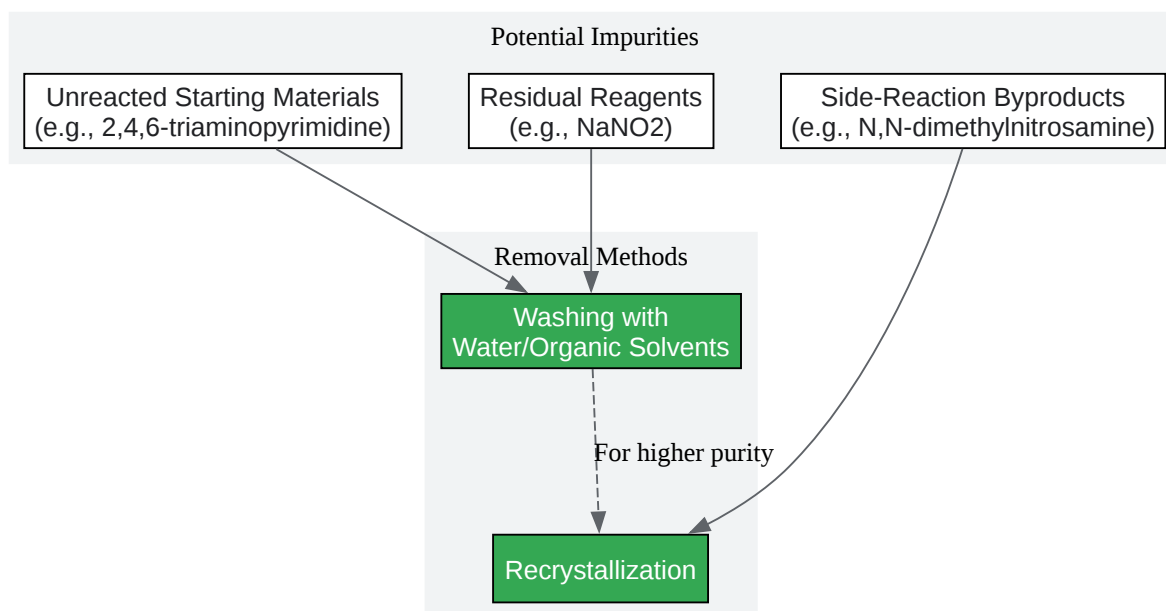 Potential Impurities
Unreacted Starting Materials
(e.g., 2,4,6-triaminopyrimidine)
Residual Reagents
(e.g., NaNO2)
Side-Reaction Byproducts
(e.g., N,N-dimethylnitrosamine)
Removal Methods
Washing with
Water/Organic Solvents
For higher purity
Recrystallization